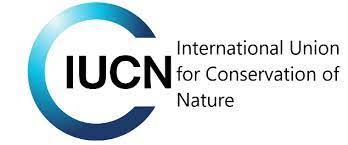 IUCN
International Union
for Conservation of
Nature